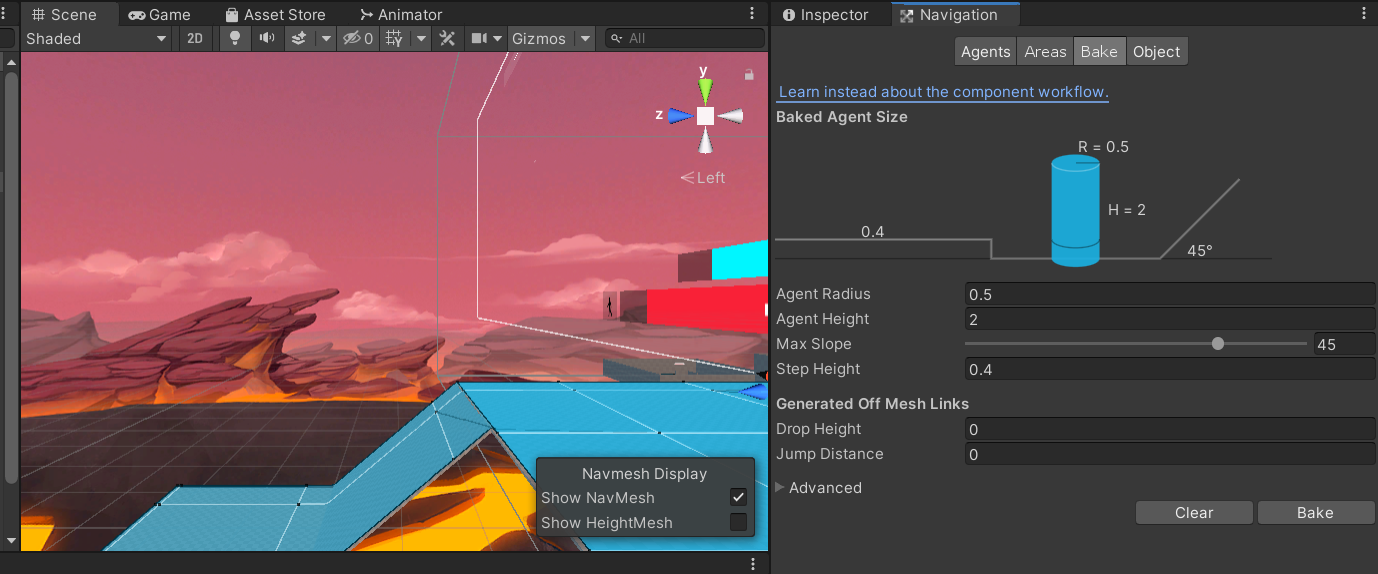 Scene Game Asset Store Animator
Shaded 2D 0 Gizmos All
y
z
Left
Navmesh Display
Show NavMesh
Show HeightMesh
Inspector Navigation
Agents Areas Bake Object
Learn instead about the component workflow.
Baked Agent Size
R = 0.5
H = 2
0.4
45°
Agent Radius 0.5
Agent Height 2
Max Slope 45
Step Height 0.4
Generated Off Mesh Links
Drop Height 0
Jump Distance 0
Advanced
Clear Bake